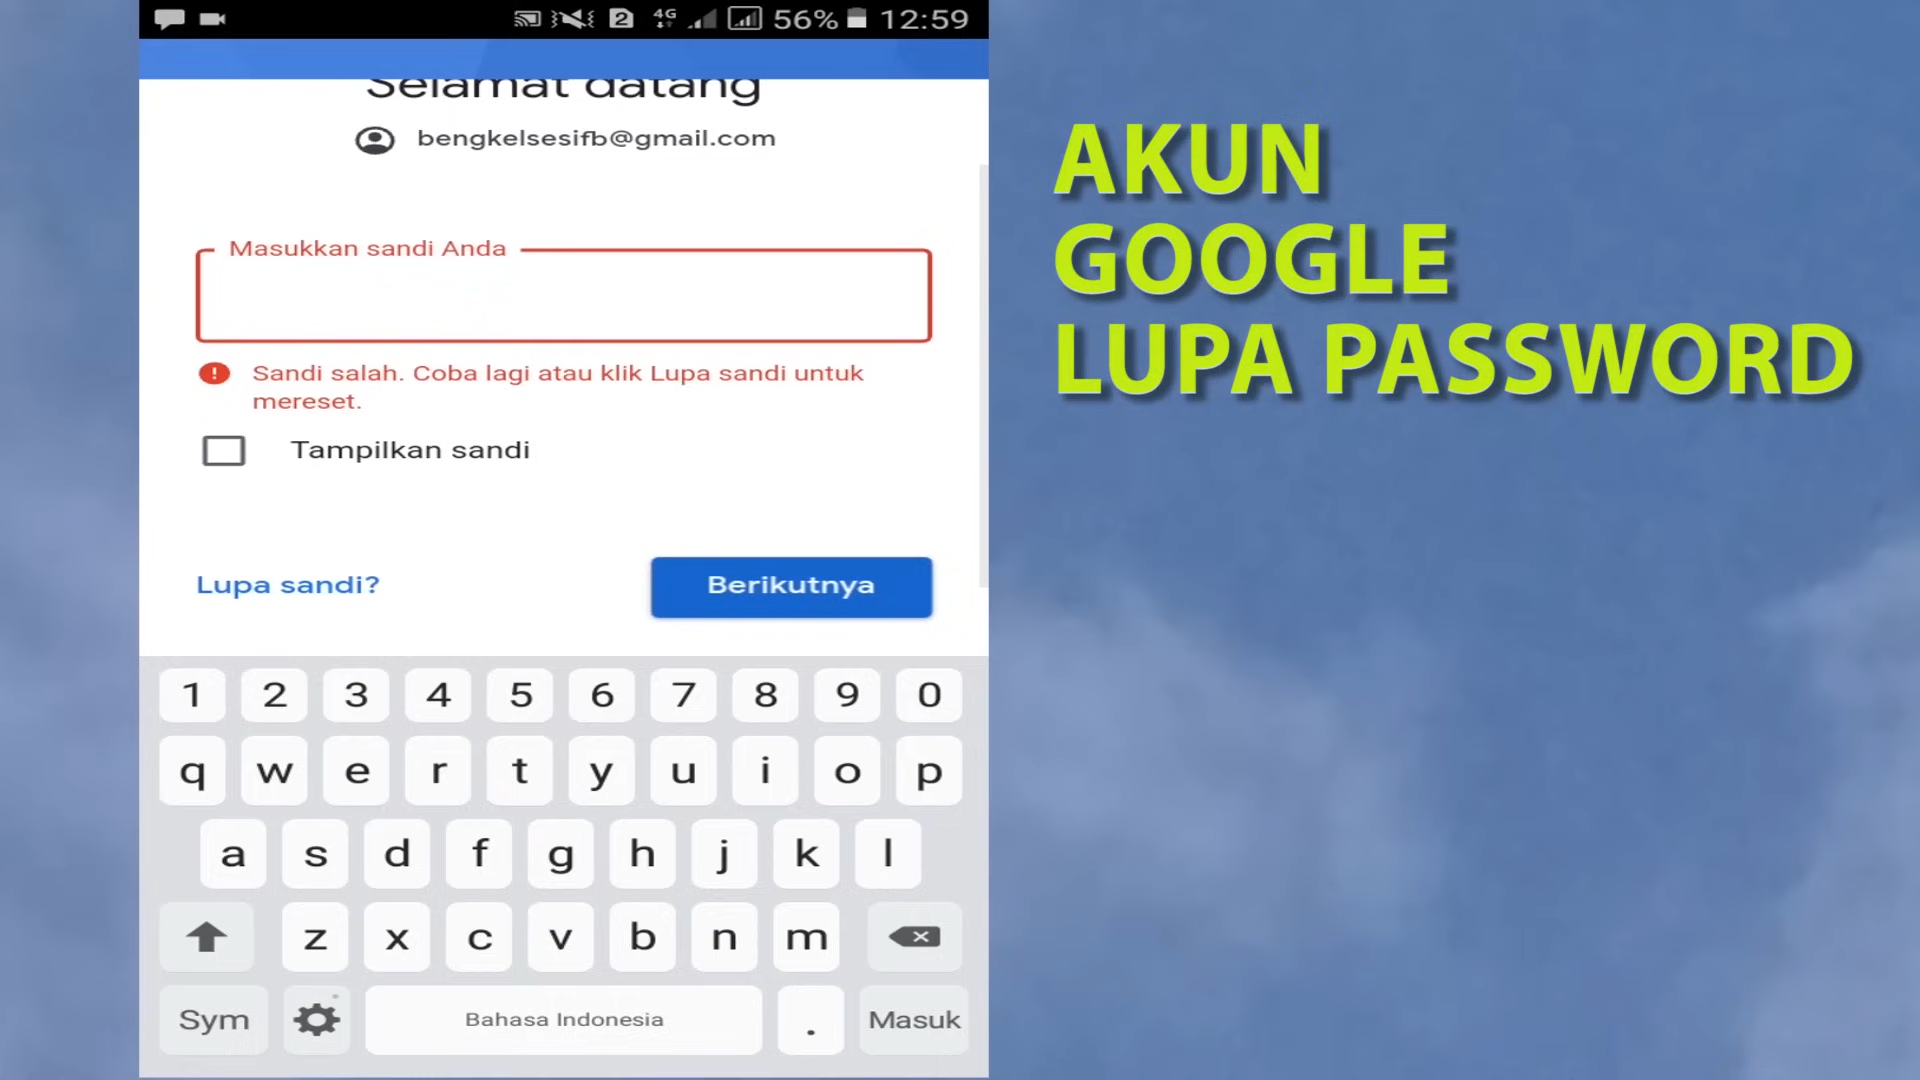 2 4G 56% 12:59
Selamat datang
bengkelsesifb@gmail.com
Masukkan sandi Anda
Sandi salah. Coba lagi atau klik Lupa sandi untuk
mereset.
Tampilkan sandi
Lupa sandi? Berikutnya
1 2 3 4 5 6 7 8 9 0
q w e r t y u i o p
a s d f g h j k l
z x c v b n m
Sym Bahasa Indonesia . Masuk
AKUN
GOOGLE
LUPA PASSWORD